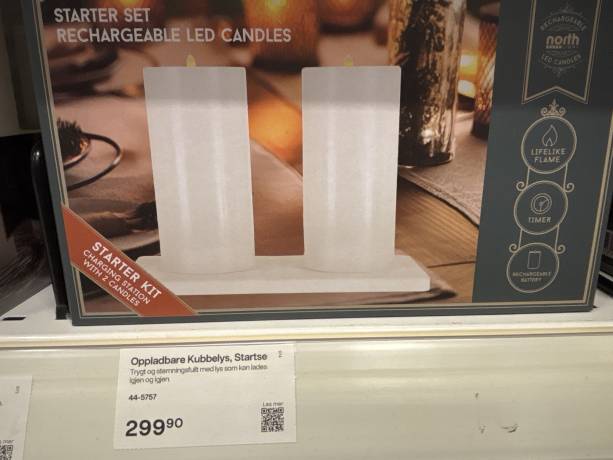 STARTER SET
RECHARGEABLE LED CANDLES
RECHARGEABLE
north
LED CANDLES
LIFELIKE
FLAME
TIMER
RECHARGEABLE
BATTERY
STARTER KIT
CHARGING STATION
WITH 2 CANDLES
Oppladbare Kubbelys, Startse
Trygt og stemningsfullt med lys som kan lades
igjen og igjen.
44-5757
Les mer
299⁹⁰
mer